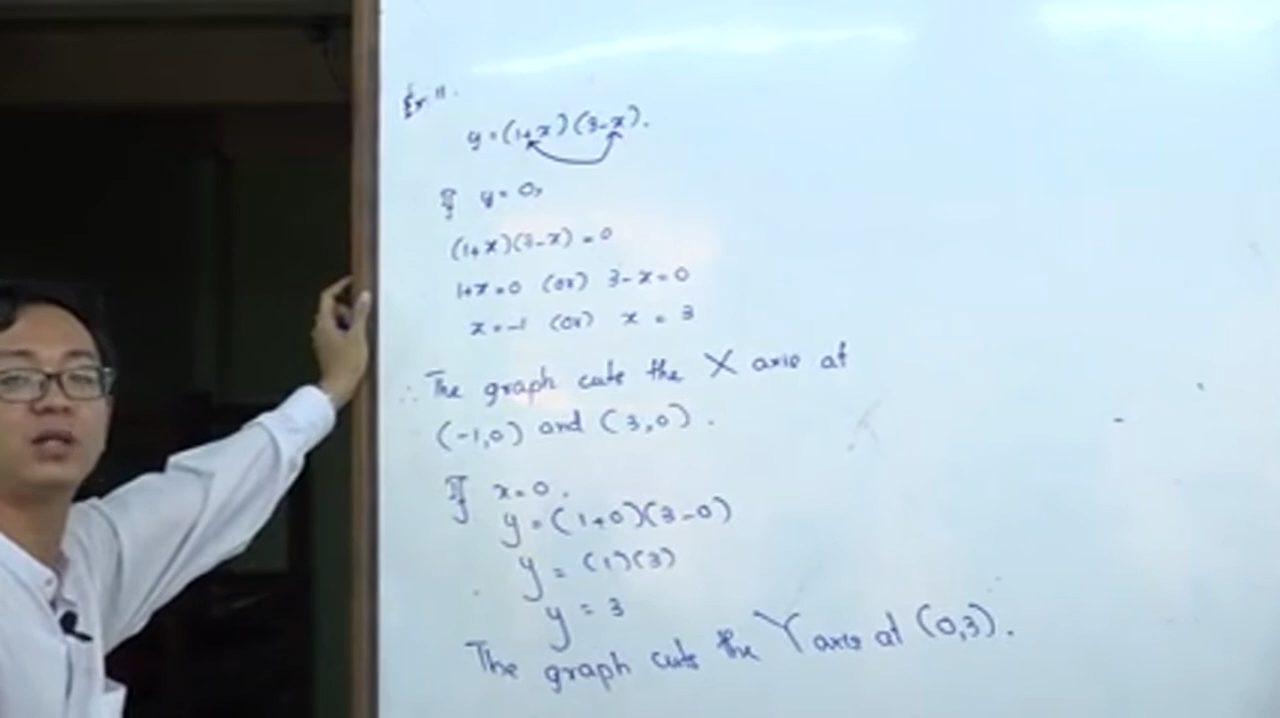 Ex. 11.
y = (1+x)(3-x).
If y = 0,
(1+x)(3-x) = 0
1+x=0 (or) 3-x=0
x=-1 (or) x = 3
∴ The graph cuts the X axis at
(-1,0) and (3,0).
If x=0.
y=(1+0)(3-0)
y = (1)(3)
y = 3
The graph cuts the Y axis at (0,3).